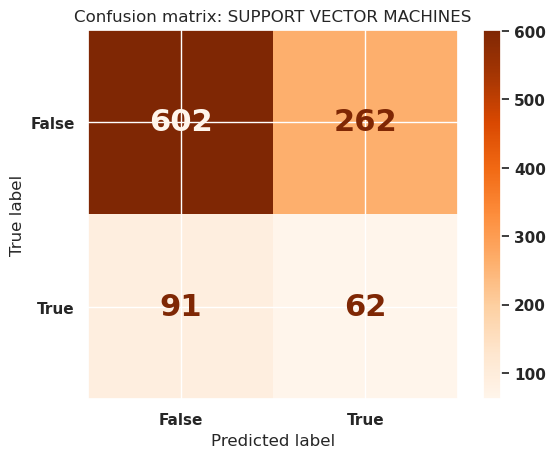 Confusion matrix: SUPPORT VECTOR MACHINES
True label
False
602
262
True
91
62
False
True
Predicted label
600
500
400
300
200
100